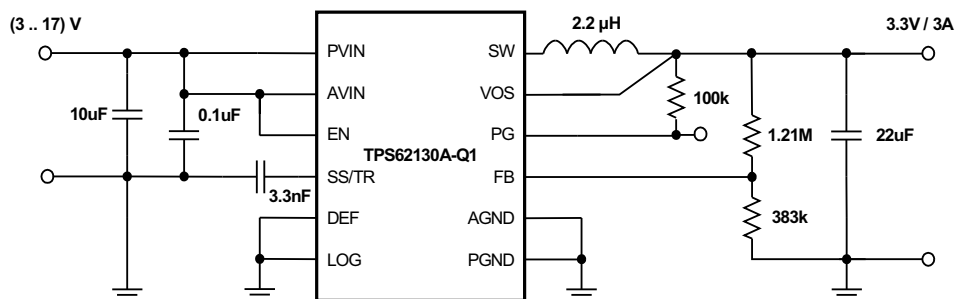 (3 .. 17) V
2.2 µH
3.3V / 3A
PVIN
SW
AVIN
VOS
10uF
0.1uF
100k
EN
PG
1.21M
22uF
TPS62130A-Q1
SS/TR
FB
3.3nF
DEF
AGND
383k
LOG
PGND